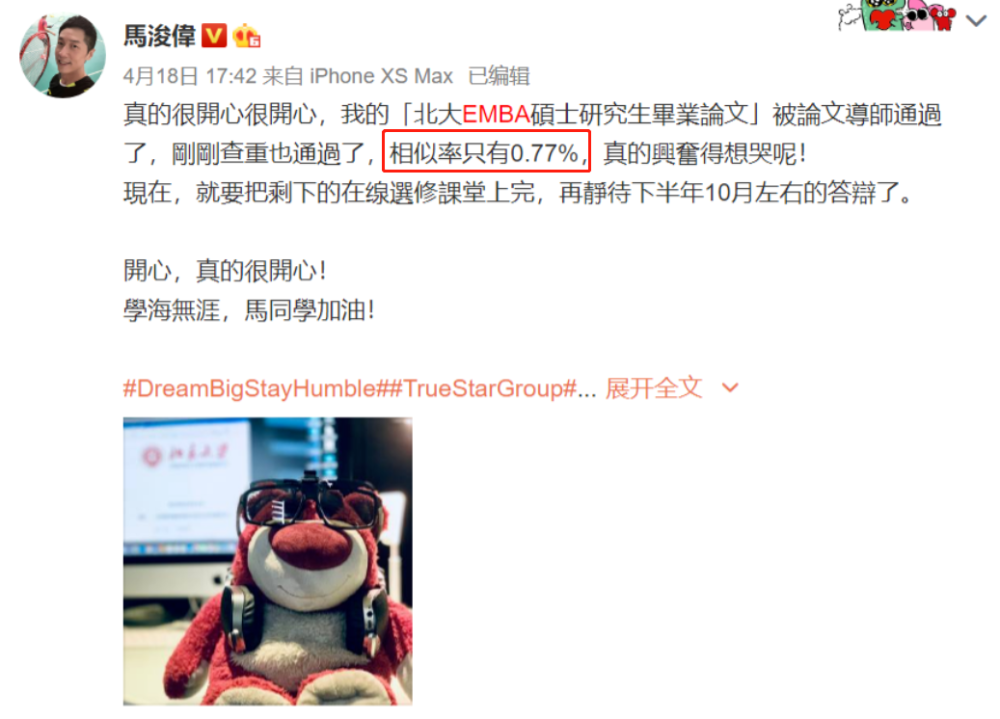 馬浚偉
4月18日 17:42 来自 iPhone XS Max 已编辑
真的很開心很開心，我的「北大EMBA碩士研究生畢業論文」被論文導師通過
了，剛剛查重也通過了，相似率只有0.77%，真的興奮得想哭呢！
現在，就要把剩下的在线選修課堂上完，再靜待下半年10月左右的答辯了。
開心，真的很開心！
學海無涯，馬同學加油！
#DreamBigStayHumble##TrueStarGroup#... 展开全文
北京大学